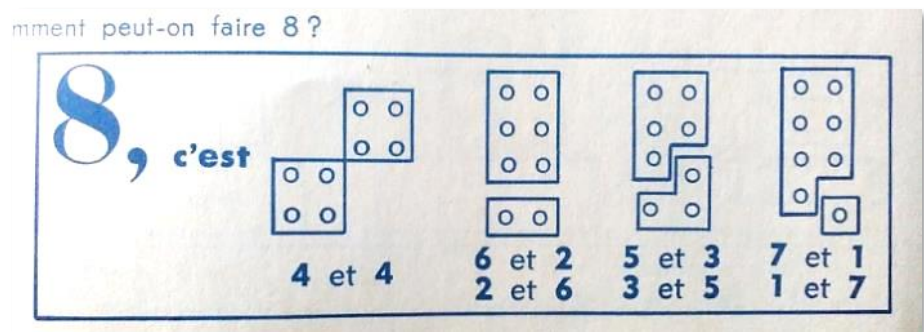 mment peut-on faire 8 ?
8, c'est
4 et 4
6 et 2
2 et 6
5 et 3
3 et 5
7 et 1
1 et 7